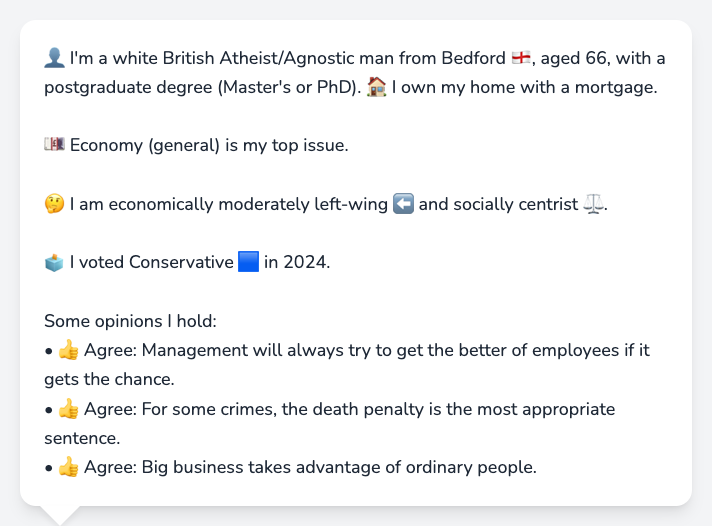 👤 I'm a white British Atheist/Agnostic man from Bedford 🏴󠁧󠁢󠁥󠁮󠁧󠁿, aged 66, with a
postgraduate degree (Master's or PhD). 🏠 I own my home with a mortgage.
💷 Economy (general) is my top issue.
🤔 I am economically moderately left-wing ⬅️ and socially centrist ⚖️.
🗳️ I voted Conservative 🟦 in 2024.
Some opinions I hold:
• 👍 Agree: Management will always try to get the better of employees if it
gets the chance.
• 👍 Agree: For some crimes, the death penalty is the most appropriate
sentence.
• 👍 Agree: Big business takes advantage of ordinary people.